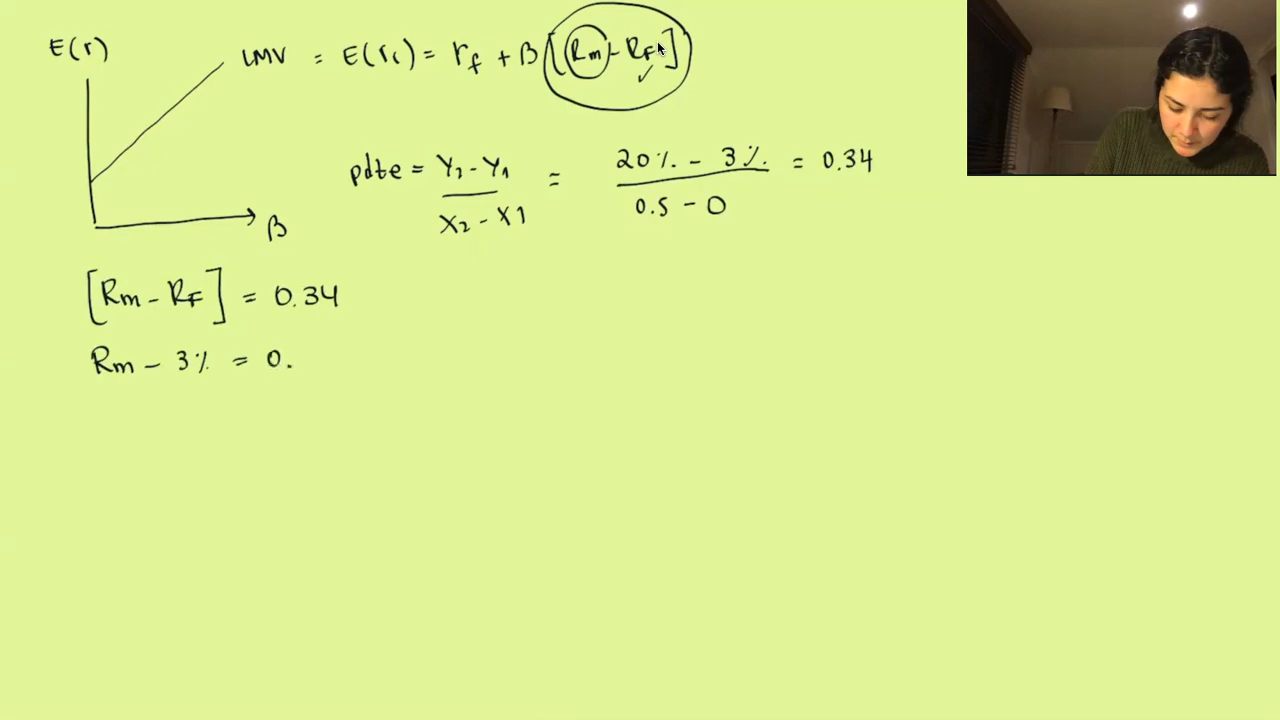 E(r)
LMV = E(ri) = rf + β [Rm - RF]
β
pdte = Y2 - Y1 / X2 - X1 = 20% - 3% / 0.5 - 0 = 0.34
[Rm - RF] = 0.34
Rm - 3% = 0.